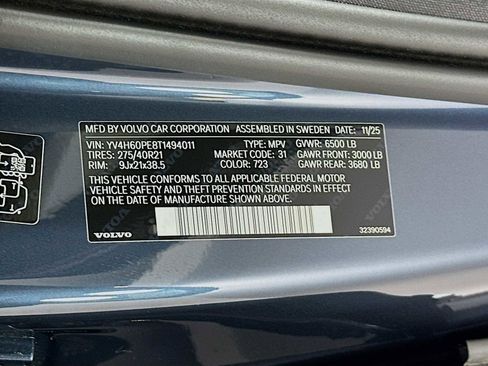 MFD BY VOLVO CAR CORPORATION ASSEMBLED IN SWEDEN 11/25
VIN: YV4H60PE8T1494011 TYPE: MPV GVWR: 6500 LB
TIRES: 275/40R21 MARKET CODE: 31 GAWR FRONT: 3000 LB
RIM: 9Jx21x38.5 COLOR: 723 GAWR REAR: 3680 LB
THIS VEHICLE CONFORMS TO ALL APPLICABLE FEDERAL MOTOR
VEHICLE SAFETY, BUMPER, AND THEFT PREVENTION STANDARDS IN EFFECT
ON THE DATE OF MANUFACTURE SHOWN ABOVE.
VOLVO 32390594